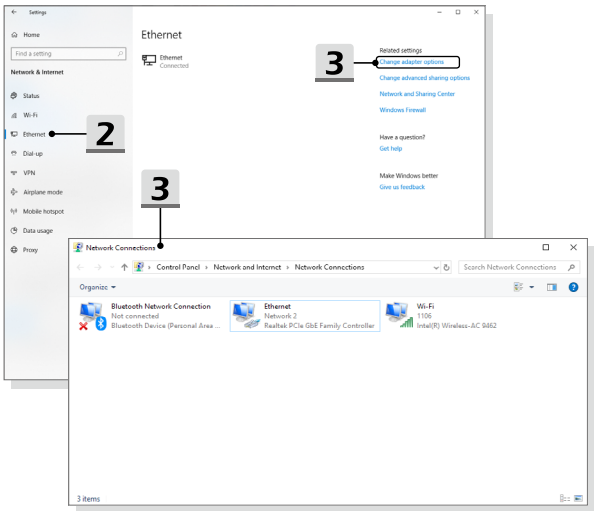 Settings
Home
Find a setting
Network & Internet
Status
Wi-Fi
Ethernet
Dial-up
VPN
Airplane mode
Mobile hotspot
Data usage
Proxy
2
Ethernet
Ethernet
Connected
3
Related settings
Change adapter options
Change advanced sharing options
Network and Sharing Center
Windows Firewall
Have a question?
Get help
Make Windows better
Give us feedback
3
Network Connections
Control Panel › Network and Internet › Network Connections
Search Network Connections
Organize
Bluetooth Network Connection
Not connected
Bluetooth Device (Personal Area ...
Ethernet
Network 2
Realtek PCIe GbE Family Controller
Wi-Fi
1106
Intel(R) Wireless-AC 9462
3 items